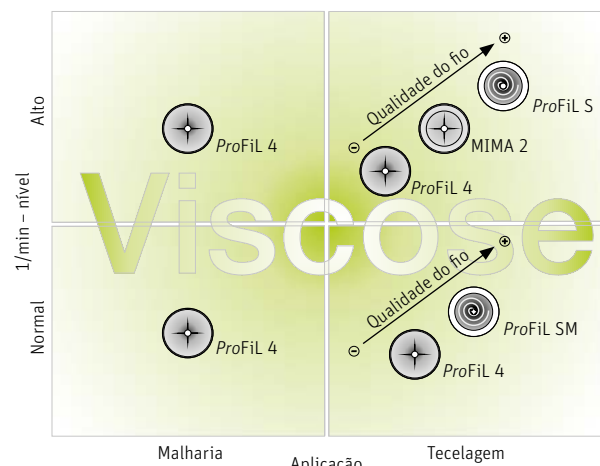 Alto
1/min – nível
Normal
Viscose
ProFiL 4
Qualidade do fio
ProFiL S
MIMA 2
ProFiL 4
ProFiL 4
Qualidade do fio
ProFiL SM
ProFiL 4
Malharia
Aplicação
Tecelagem